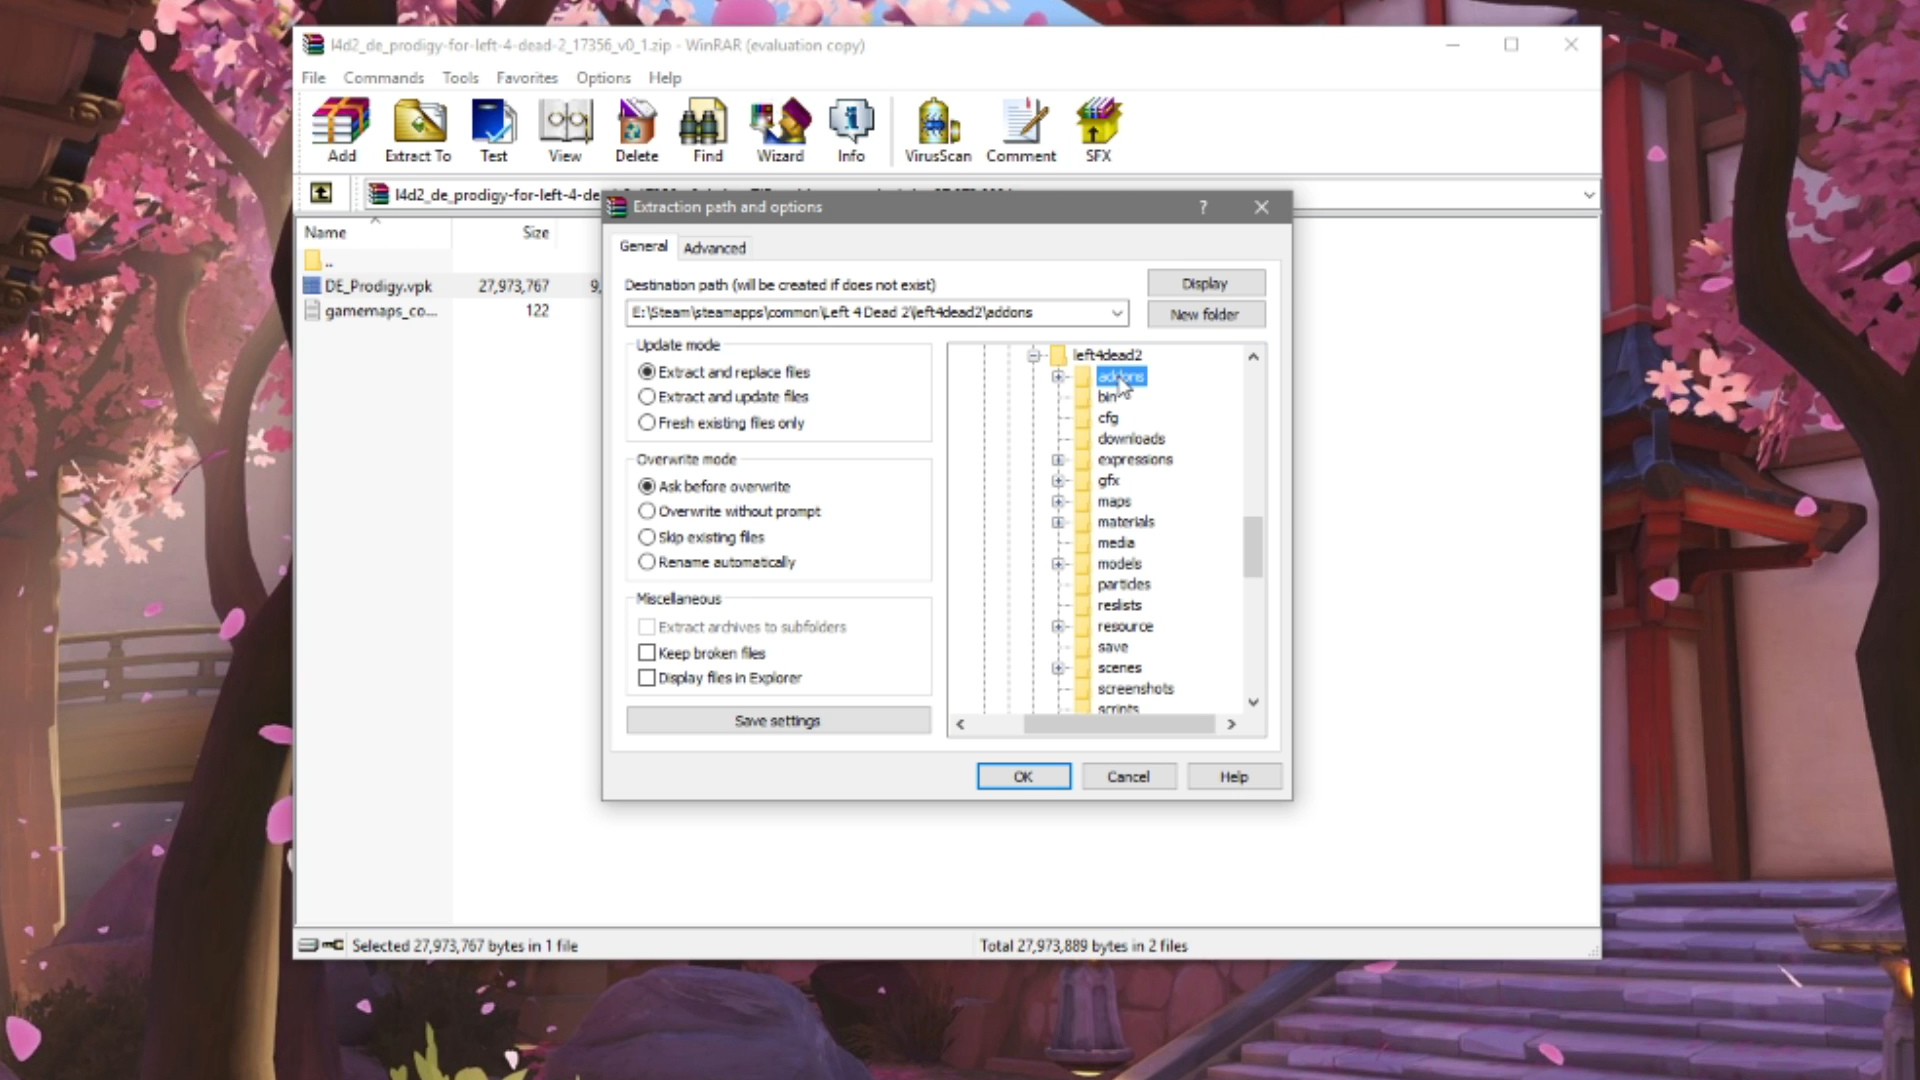 l4d2_de_prodigy-for-left-4-dead-2_17356_v0_1.zip - WinRAR (evaluation copy)
File Commands Tools Favorites Options Help
Add Extract To Test View Delete Find Wizard Info VirusScan Comment SFX
l4d2_de_prodigy-for-left-4-de
Extraction path and options
Name Size
..
DE_Prodigy.vpk 27,973,767 9,
gamemaps_co... 122
General Advanced
Destination path (will be created if does not exist)
E:\Steam\steamapps\common\Left 4 Dead 2\left4dead2\addons
Display
New folder
Update mode
Extract and replace files
Extract and update files
Fresh existing files only
Overwrite mode
Ask before overwrite
Overwrite without prompt
Skip existing files
Rename automatically
Miscellaneous
Extract archives to subfolders
Keep broken files
Display files in Explorer
Save settings
left4dead2
addons
bin
cfg
downloads
expressions
gfx
maps
materials
media
models
particles
reslists
resource
save
scenes
screenshots
scripts
OK Cancel Help
Selected 27,973,767 bytes in 1 file
Total 27,973,889 bytes in 2 files